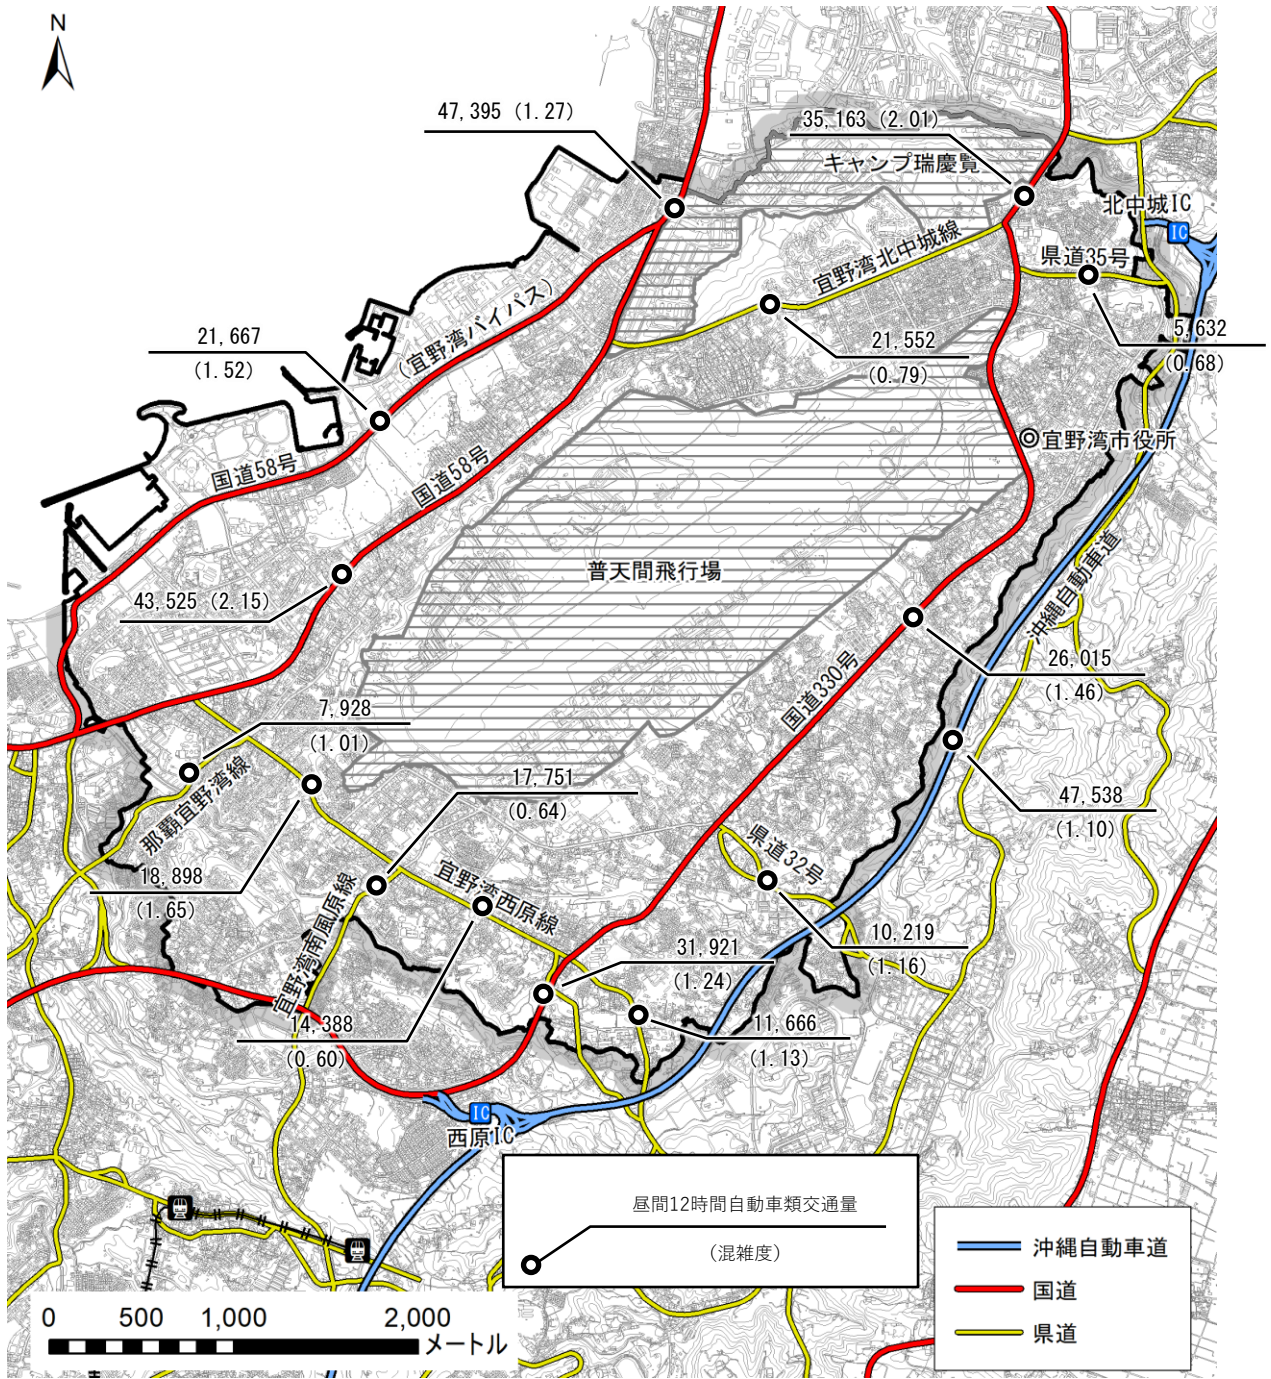 N
47,395 (1.27)
35,163 (2.01)
キャンプ瑞慶覧
北中城IC
IC
県道35号
宜野湾北中城線
5,632
(0.68)
21,552
(0.79)
21,667
(1.52)
(宜野湾バイパス)
国道58号
国道58号
宜野湾市役所
43,525 (2.15)
普天間飛行場
沖縄自動車道
国道330号
26,015
(1.46)
7,928
(1.01)
那覇宜野湾線
17,751
(0.64)
47,538
(1.10)
18,898
(1.65)
県道32号
宜野湾西原線
宜野湾南風原線
10,219
(1.16)
31,921
(1.24)
14,388
(0.60)
11,666
(1.13)
IC
西原IC
昼間12時間自動車類交通量
(混雑度)
沖縄自動車道
国道
県道
0 500 1,000 2,000
メートル